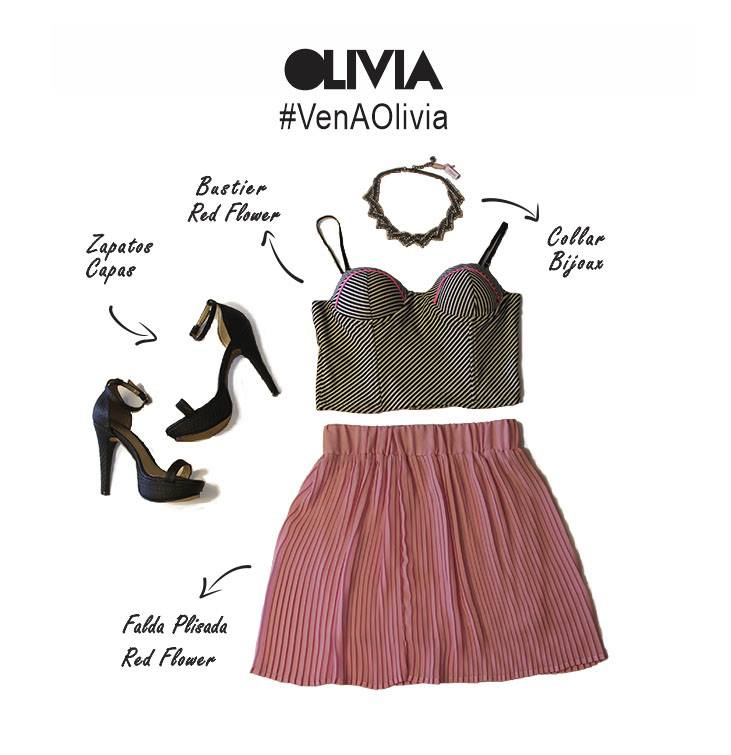 OLIVIA
#VenAOlivia
Bustier
Red Flower
Zapatos
Capas
Collar
Bijoux
Falda Plisada
Red Flower